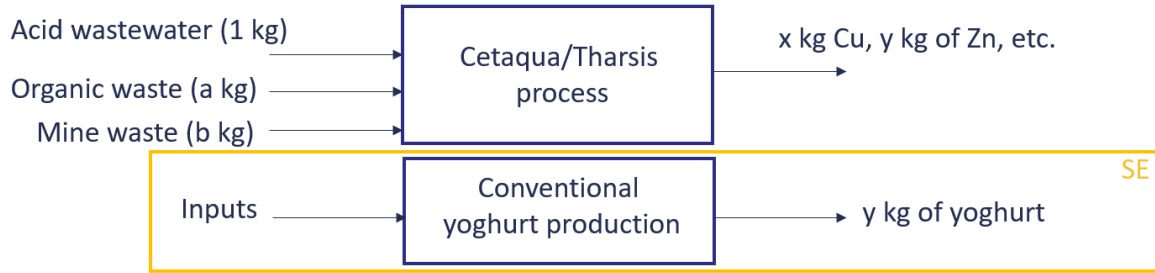 Acid wastewater (1 kg)
Organic waste (a kg)
Mine waste (b kg)
Cetaqua/Tharsis
process
x kg Cu, y kg of Zn, etc.
SE
Inputs
Conventional
yoghurt production
y kg of yoghurt